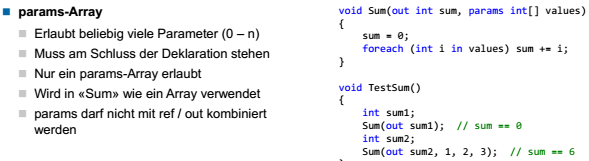 params-Array
Erlaubt beliebig viele Parameter (0 – n)
Muss am Schluss der Deklaration stehen
Nur ein params-Array erlaubt
Wird in «Sum» wie ein Array verwendet
params darf nicht mit ref / out kombiniert
werden
void Sum(out int sum, params int[] values)
{
    sum = 0;
    foreach (int i in values) sum += i;
}
void TestSum()
{
    int sum1;
    Sum(out sum1);  // sum == 0
    int sum2;
    Sum(out sum2, 1, 2, 3);  // sum == 6